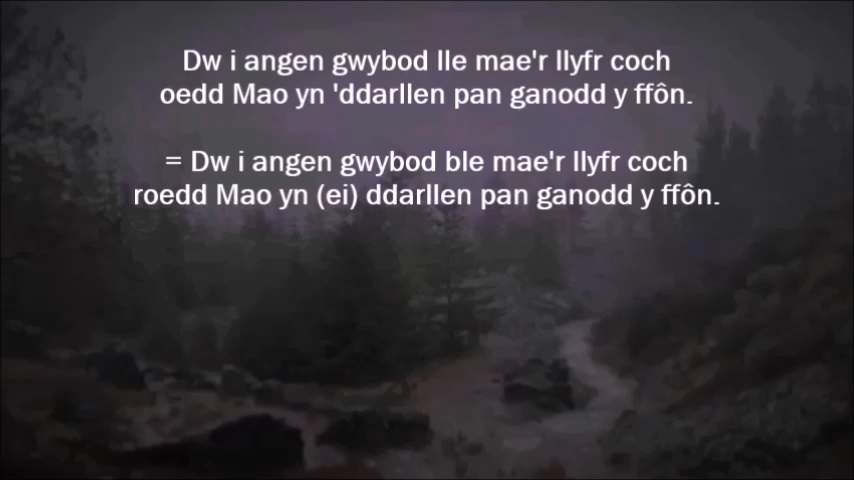 Dw i angen gwybod lle mae'r llyfr coch
oedd Mao yn 'ddarllen pan ganodd y ffôn.
= Dw i angen gwybod ble mae'r llyfr coch
roedd Mao yn (ei) ddarllen pan ganodd y ffôn.